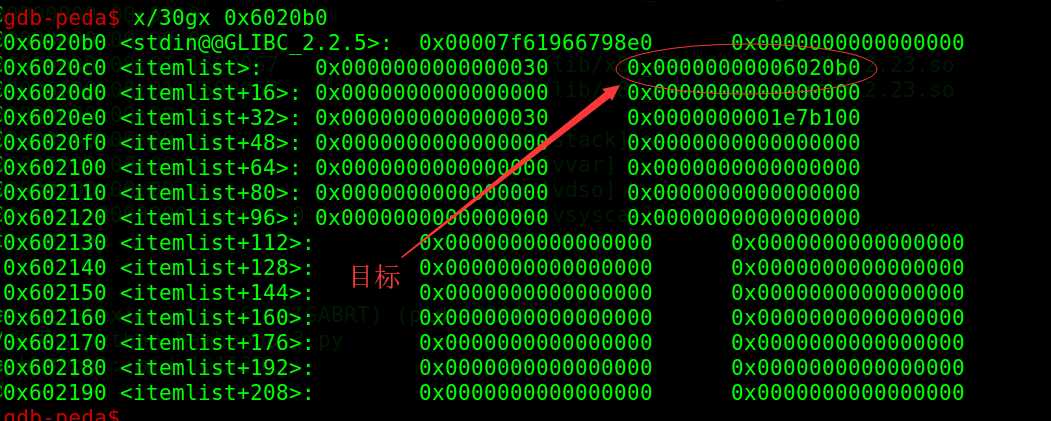 gdb-peda$ x/30gx 0x6020b0
0x6020b0 <stdin@@GLIBC_2.2.5>: 0x00007f61966798e0 0x0000000000000000
0x6020c0 <itemlist>: 0x0000000000000030 0x00000000006020b0
0x6020d0 <itemlist+16>: 0x0000000000000000 0x0000000000000000
0x6020e0 <itemlist+32>: 0x0000000000000030 0x0000000001e7b100
0x6020f0 <itemlist+48>: 0x0000000000000000 0x0000000000000000
0x602100 <itemlist+64>: 0x0000000000000000 0x0000000000000000
0x602110 <itemlist+80>: 0x0000000000000000 0x0000000000000000
0x602120 <itemlist+96>: 0x0000000000000000 0x0000000000000000
0x602130 <itemlist+112>: 0x0000000000000000 0x0000000000000000
0x602140 <itemlist+128>: 0x0000000000000000 0x0000000000000000
0x602150 <itemlist+144>: 0x0000000000000000 0x0000000000000000
0x602160 <itemlist+160>: 0x0000000000000000 0x0000000000000000
0x602170 <itemlist+176>: 0x0000000000000000 0x0000000000000000
0x602180 <itemlist+192>: 0x0000000000000000 0x0000000000000000
0x602190 <itemlist+208>: 0x0000000000000000 0x0000000000000000
gdb-peda$
目标